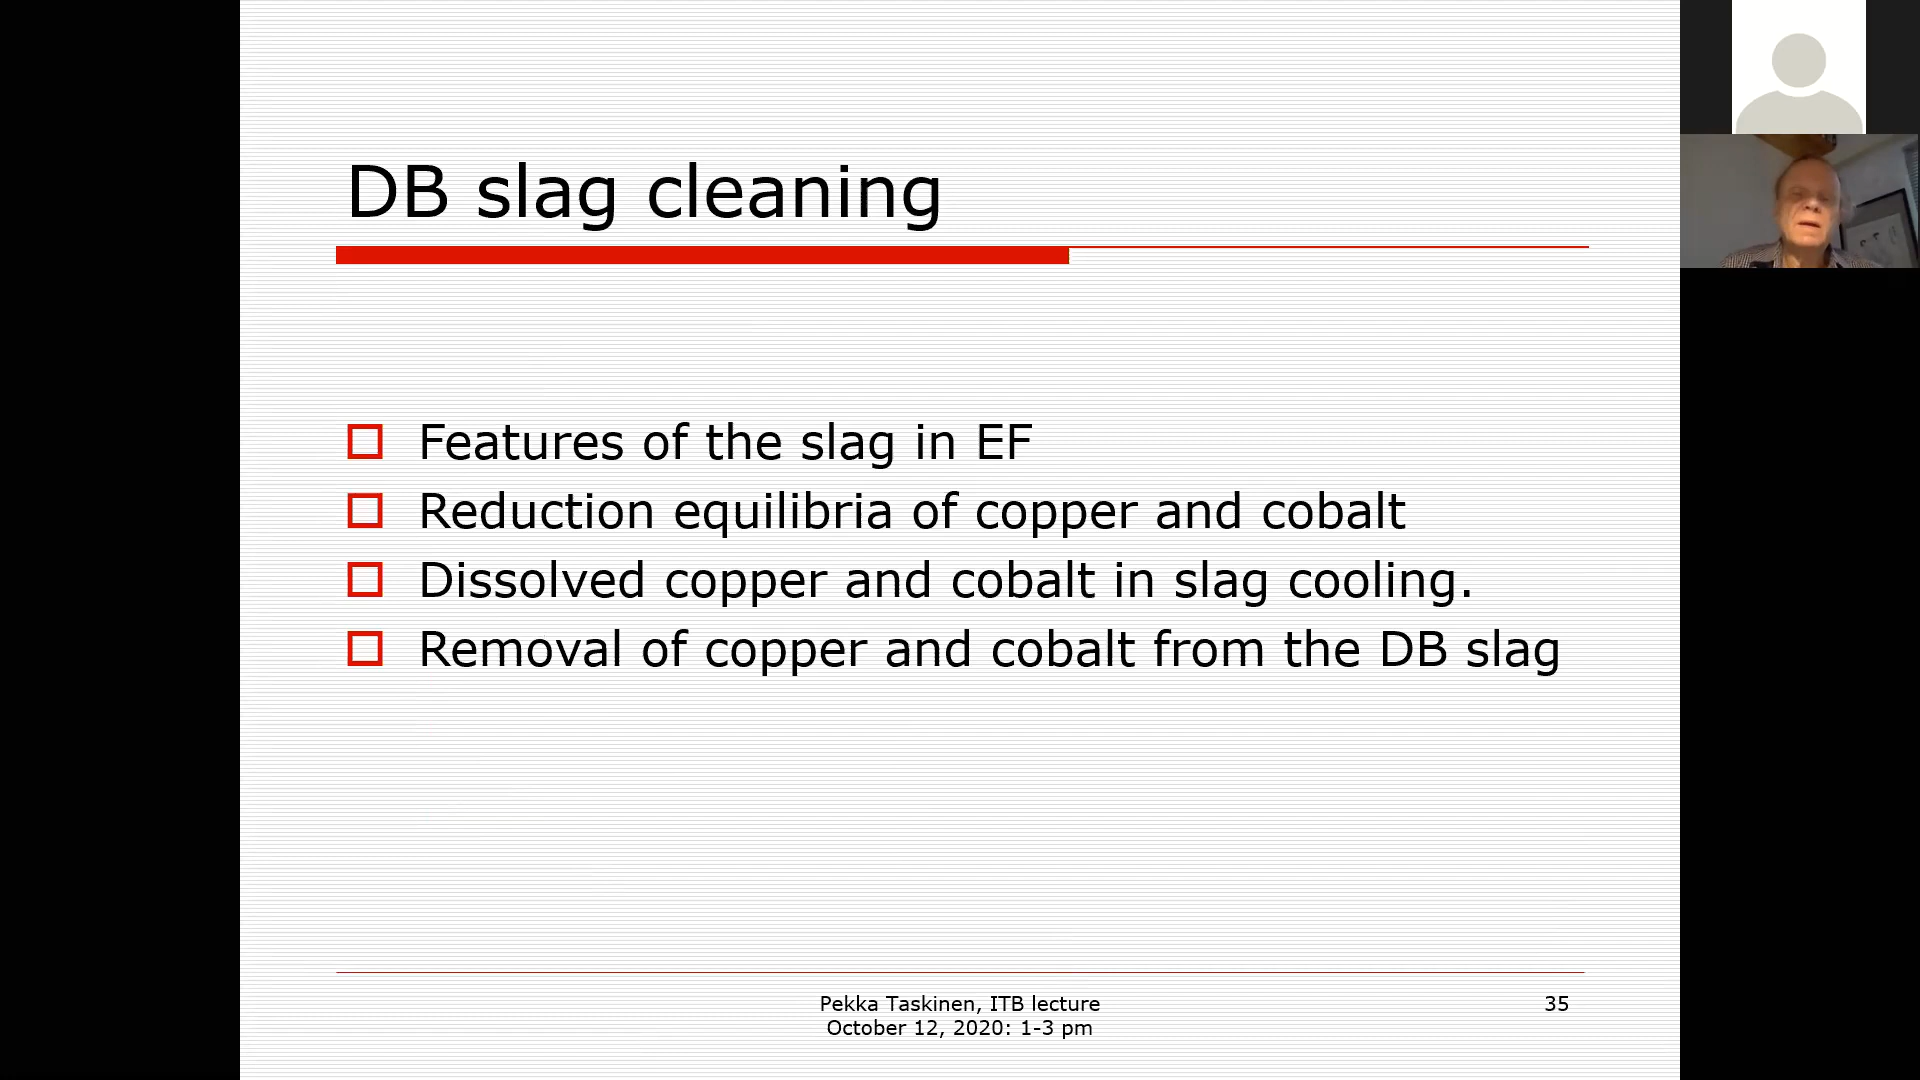 DB slag cleaning
Features of the slag in EF
Reduction equilibria of copper and cobalt
Dissolved copper and cobalt in slag cooling.
Removal of copper and cobalt from the DB slag
Pekka Taskinen, ITB lecture
October 12, 2020: 1-3 pm
35